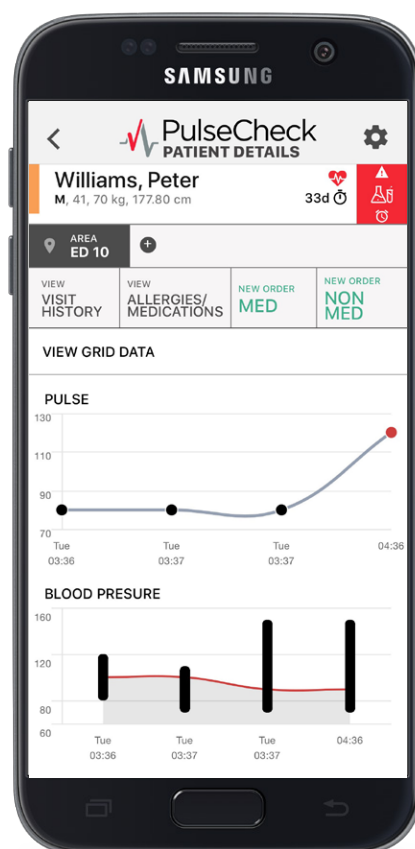 SAMSUNG
PulseCheck
PATIENT DETAILS
Williams, Peter
M, 41, 70 kg, 177.80 cm
33d
AREA
ED 10
VIEW
VISIT
HISTORY
VIEW
ALLERGIES/
MEDICATIONS
NEW ORDER
MED
NEW ORDER
NON
MED
VIEW GRID DATA
PULSE
130
110
90
70
Tue
03:36
Tue
03:37
Tue
03:37
04:36
BLOOD PRESURE
160
120
80
60
Tue
03:36
Tue
03:37
Tue
03:37
04:36